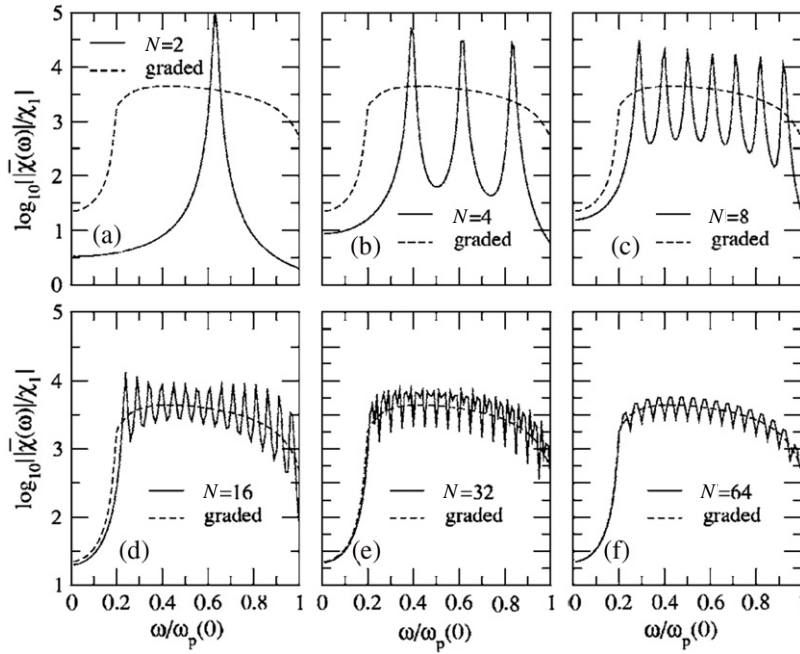 log₁₀||χ̄(ω)|/χ₁|
5
4
3
2
1
0
N=2
graded
(a)
N=4
graded
(b)
N=8
graded
(c)
log₁₀||χ̄(ω)|/χ₁|
5
4
3
2
1
N=16
graded
(d)
N=32
graded
(e)
N=64
graded
(f)
0 0.2 0.4 0.6 0.8 1
0 0.2 0.4 0.6 0.8 1
0 0.2 0.4 0.6 0.8 1
ω/ωₚ(0)
ω/ωₚ(0)
ω/ωₚ(0)